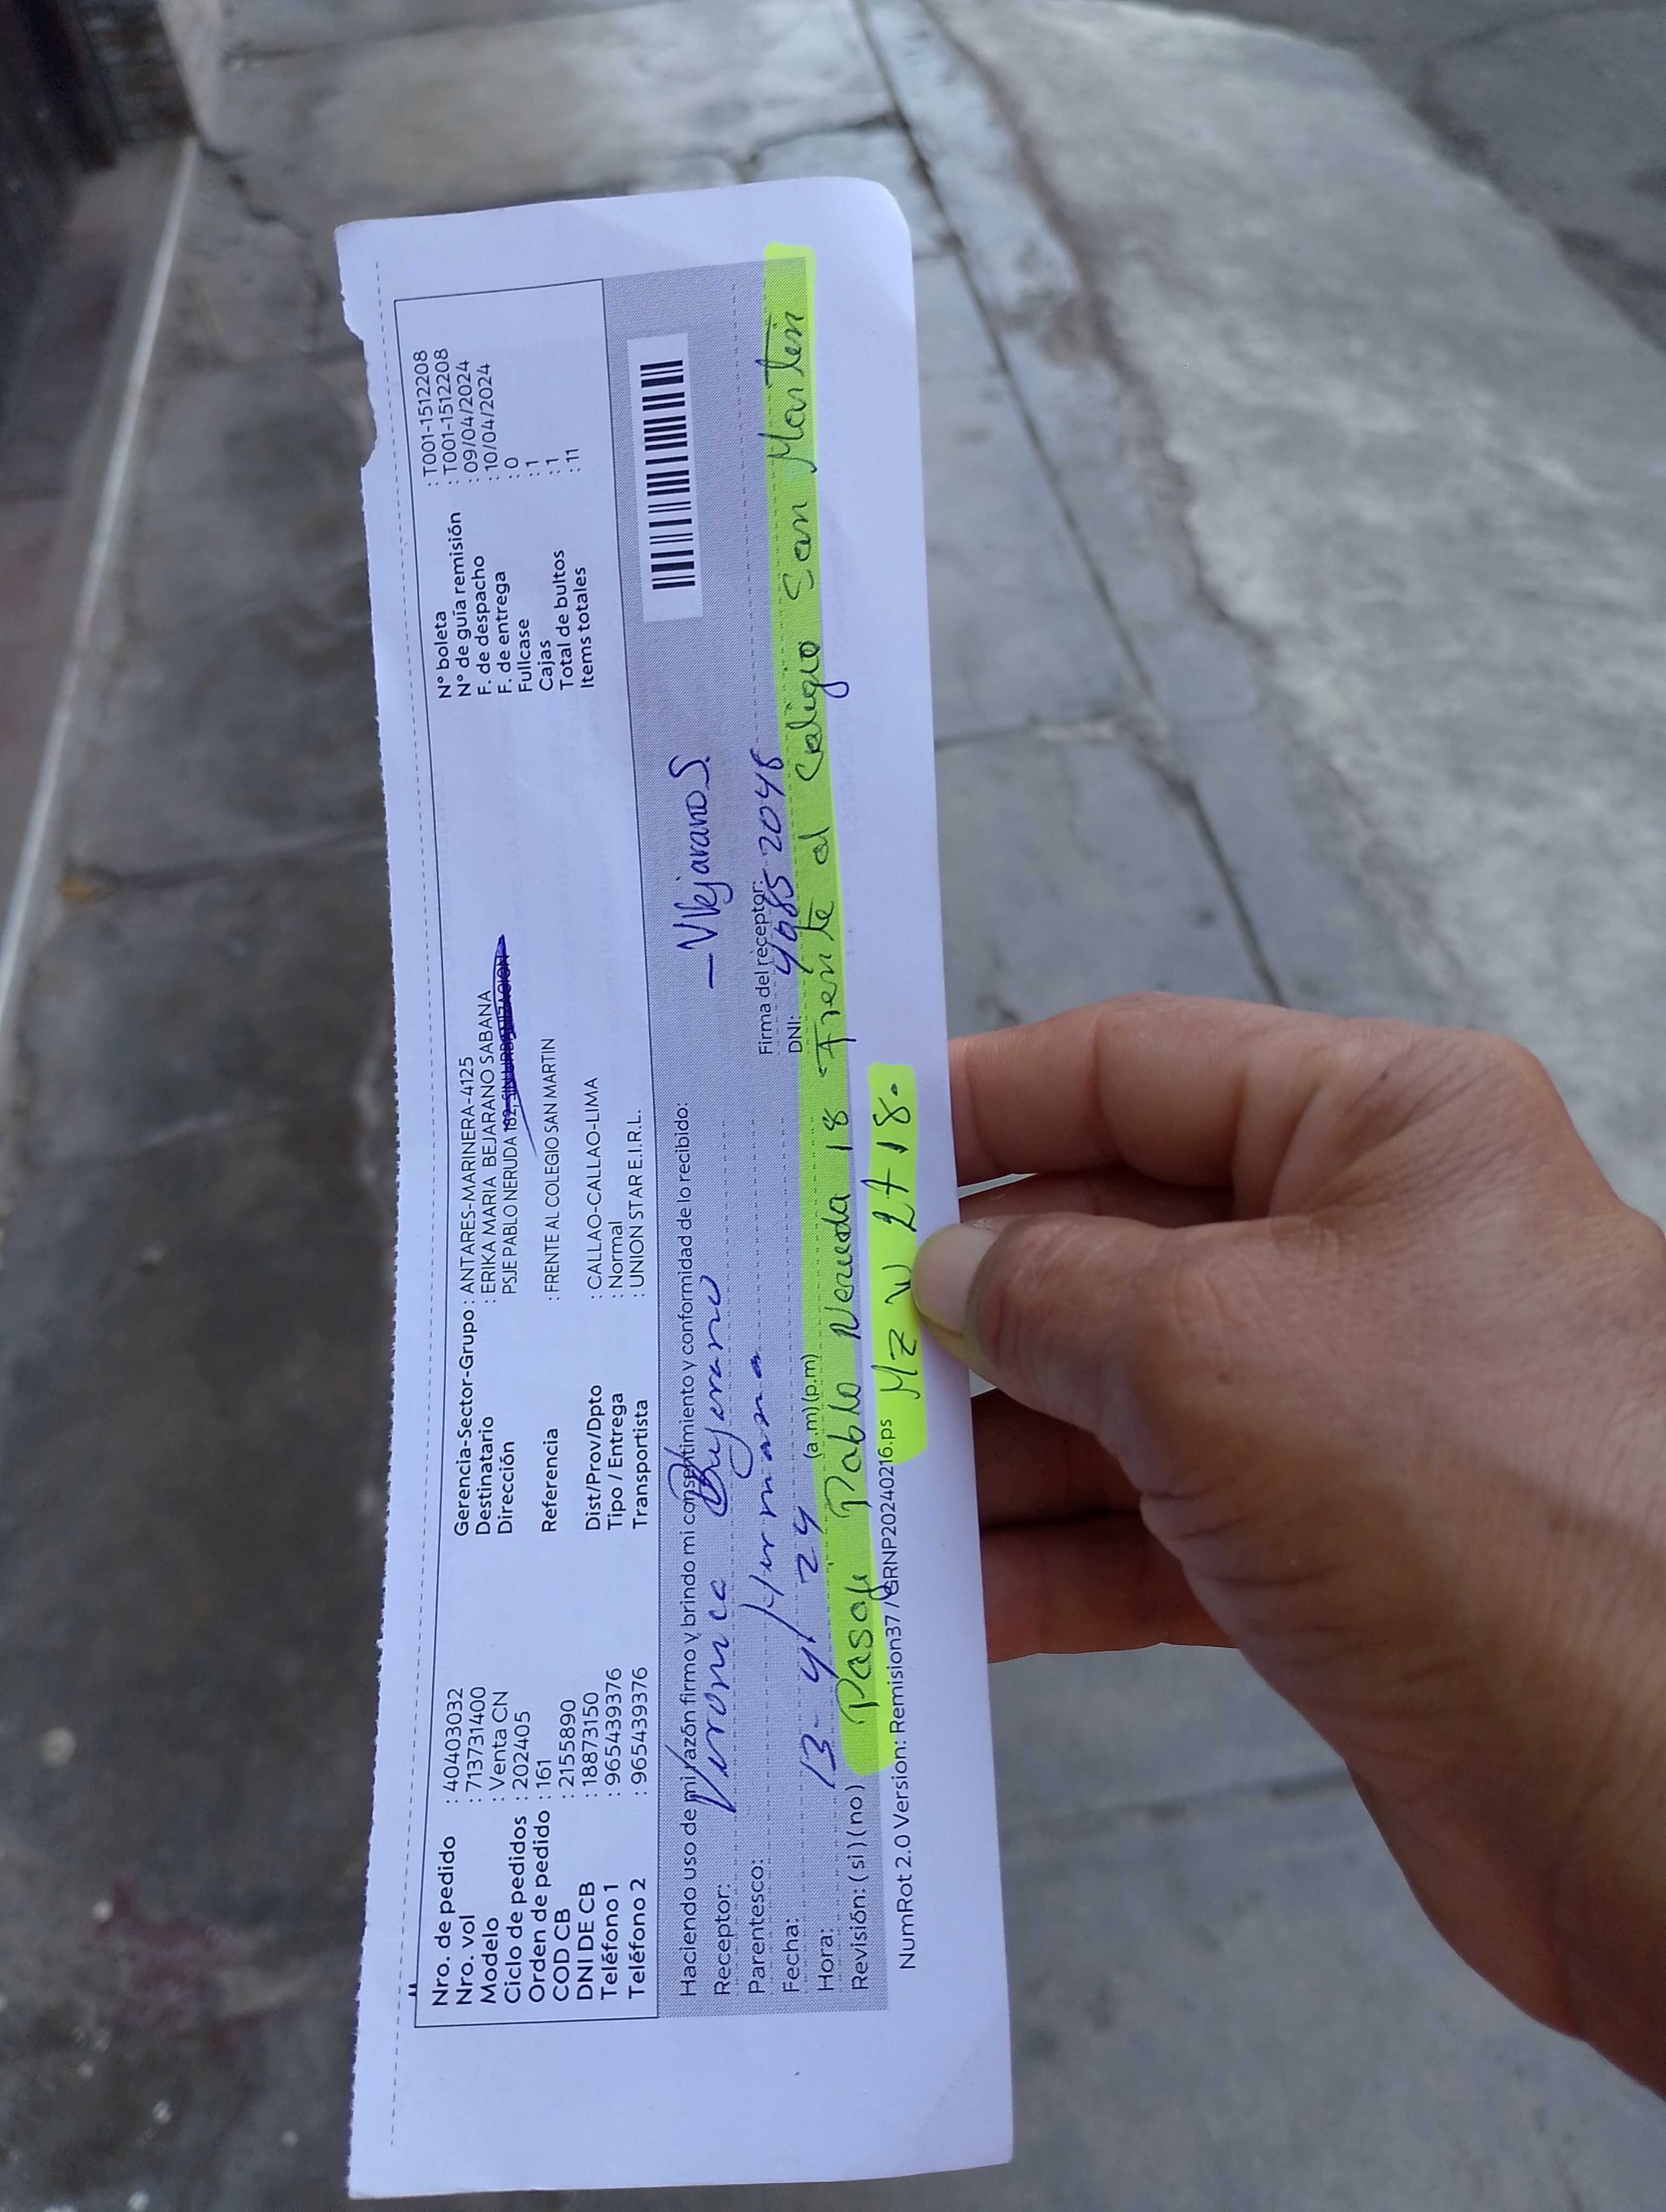 Nro. de pedido : 40403032
Nro. vol : 713731400
Modelo : Venta CN
Ciclo de pedidos : 202405
Orden de pedido : 161
COD CB : 2155890
DNI DE CB : 18873150
Teléfono 1 : 965439376
Teléfono 2 : 965439376
Gerencia-Sector-Grupo : ANTARES-MARINERA-4125
Destinatario : ERIKA MARIA BEJARANO SABANA
Dirección PSJE PABLO NERUDA 182, SIN URBANIZACION
Referencia : FRENTE AL COLEGIO SAN MARTIN
Dist/Prov/Dpto : CALLAO-CALLAO-LIMA
Tipo / Entrega : Normal
Transportista : UNION STAR E.I.R.L.
N° boleta : T001-1512208
N° de guía remisión : T001-1512208
F. de despacho : 09/04/2024
F. de entrega : 10/04/2024
Fullcase : 0
Cajas : 1
Total de bultos : 1
Items totales : 11
Haciendo uso de mi razón firmo y brindo mi consentimiento y conformidad de lo recibido:
Receptor: Veronica Bejarano
Parentesco: Hermana
Fecha: 13-4/24
Hora: (a.m) (p.m)
Revisión: ( si ) ( no )
VBejarano S.
Firma del receptor:
DNI:
Pasaje Pablo Neruda 18 Frente al Colegio San Martin
Mz W Lt 18.
NumRot 2.0 Version: Remision37 / GRNP20240216.ps